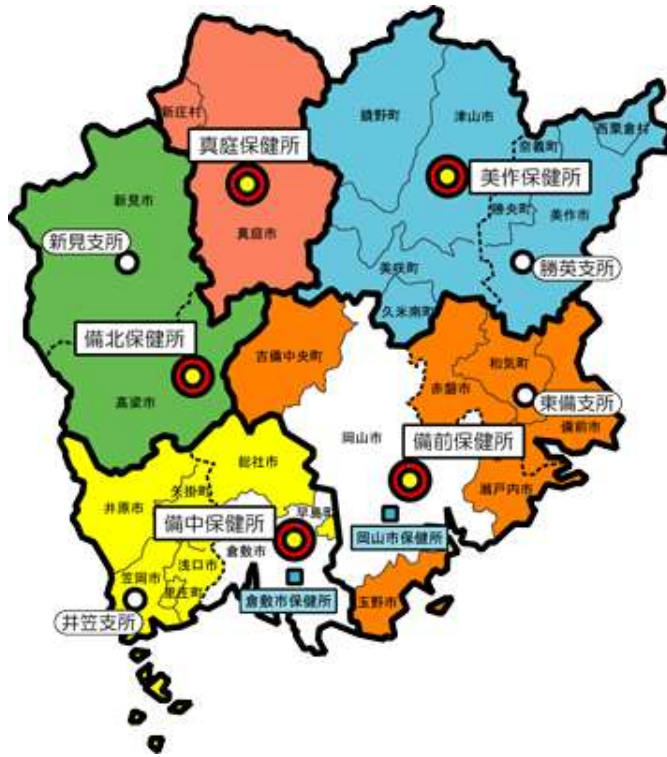 新庄村
真庭保健所
真庭市
鏡野町
津山市
奈義町
西粟倉村
美作保健所
勝央町
美作市
美咲町
久米南町
勝英支所
新見市
新見支所
備北保健所
高梁市
吉備中央町
和気町
赤磐市
東備支所
備前市
岡山市
備前保健所
瀬戸内市
岡山市保健所
玉野市
総社市
矢掛町
井原市
早島町
備中保健所
倉敷市
浅口市
笠岡市
里庄町
倉敷市保健所
井笠支所